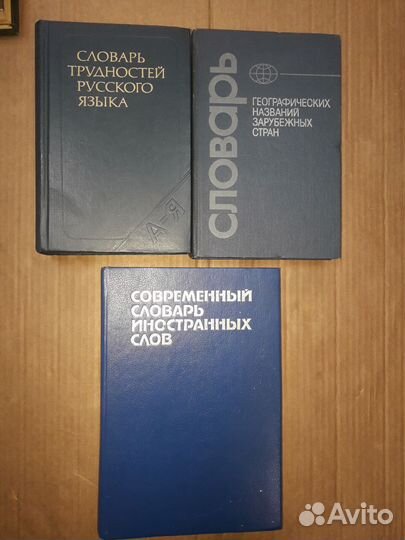 СЛОВАРЬ
ТРУДНОСТЕЙ
РУССКОГО
ЯЗЫКА
А-Я
словарь
ГЕОГРАФИЧЕСКИХ
НАЗВАНИЙ
ЗАРУБЕЖНЫХ
СТРАН
СОВРЕМЕННЫЙ
СЛОВАРЬ
ИНОСТРАННЫХ
СЛОВ
Avito